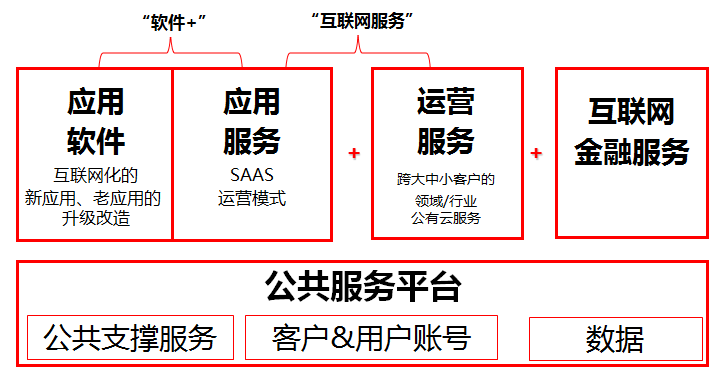 “软件+”
“互联网服务”
应用
软件
互联网化的
新应用、老应用的
升级改造
应用
服务
SAAS
运营模式
+
运营
服务
跨大中小客户的
领域/行业
公有云服务
+
互联网
金融服务
公共服务平台
公共支撑服务
客户&用户账号
数据